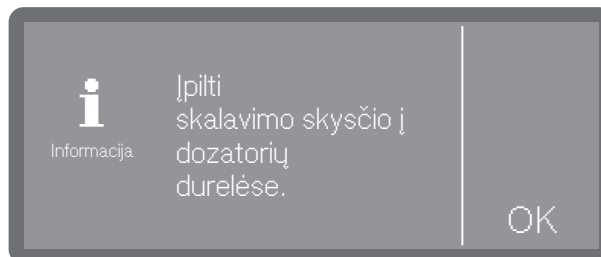 Informacija
Įpilti
skalavimo skysčio į
dozatorių
durelėse.
OK